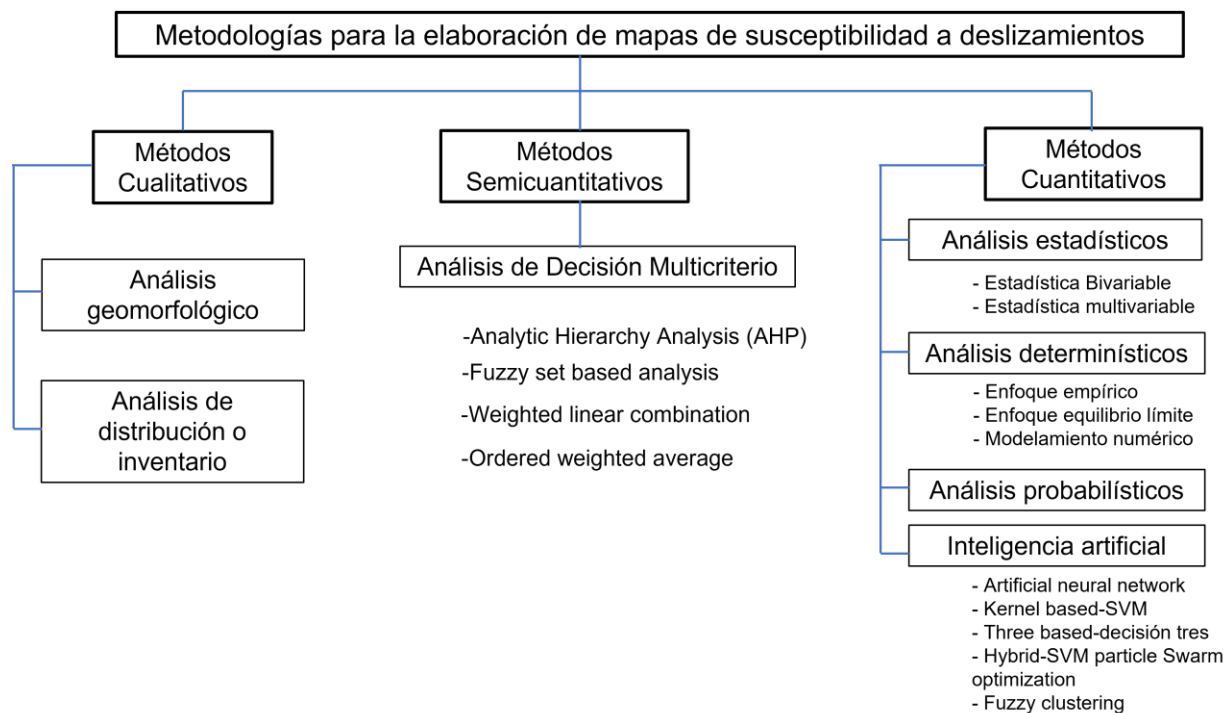 Metodologías para la elaboración de mapas de susceptibilidad a deslizamientos
Métodos
Cualitativos
Análisis
geomorfológico
Análisis de
distribución o
inventario
Métodos
Semicuantitativos
Análisis de Decisión Multicriterio
-Analytic Hierarchy Analysis (AHP)
-Fuzzy set based analysis
-Weighted linear combination
-Ordered weighted average
Métodos
Cuantitativos
Análisis estadísticos
- Estadística Bivariable
- Estadística multivariable
Análisis determinísticos
- Enfoque empírico
- Enfoque equilibrio límite
- Modelamiento numérico
Análisis probabilísticos
Inteligencia artificial
- Artificial neural network
- Kernel based-SVM
- Three based-decisión tres
- Hybrid-SVM particle Swarm
optimization
- Fuzzy clustering